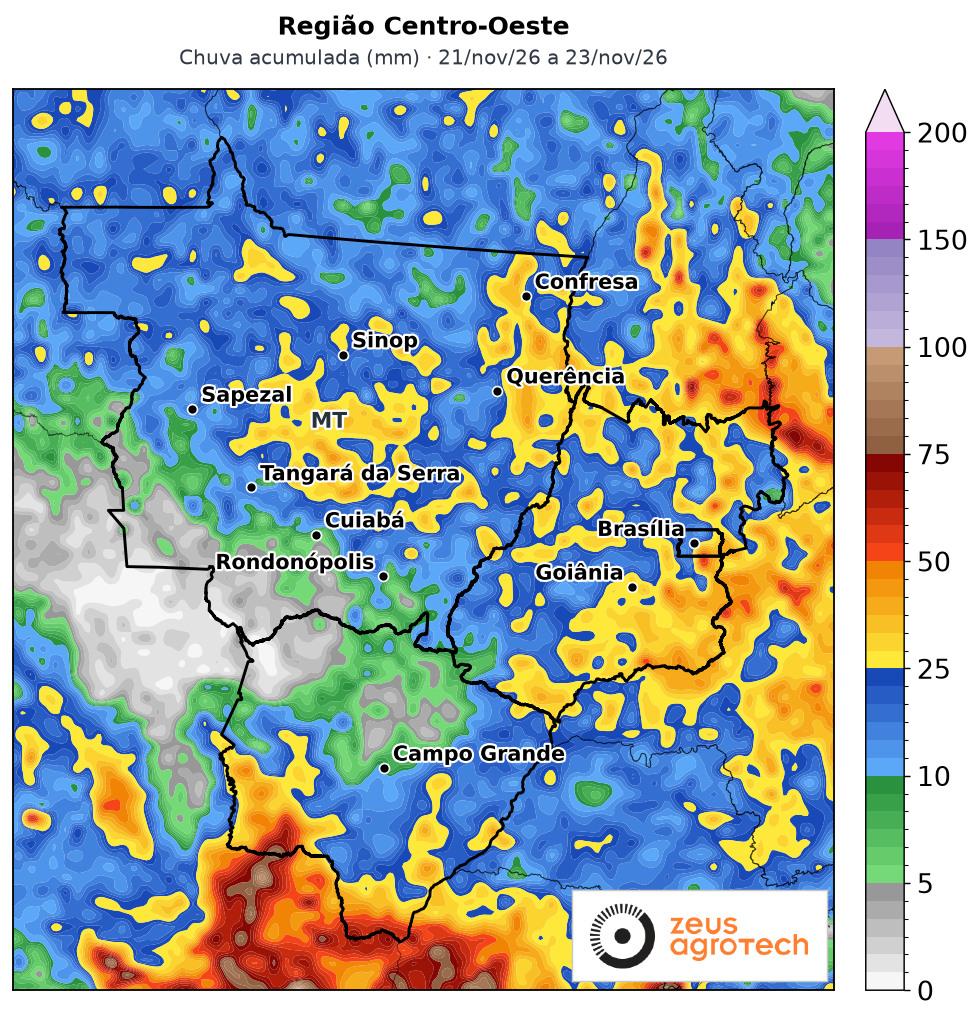 Região Centro-Oeste
Chuva acumulada (mm) · 21/nov/26 a 23/nov/26
Confresa
Sinop
Querência
Sapezal
MT
Tangará da Serra
Cuiabá
Brasília
Rondonópolis
Goiânia
Campo Grande
zeus
agrotech
200
150
100
75
50
25
10
5
0